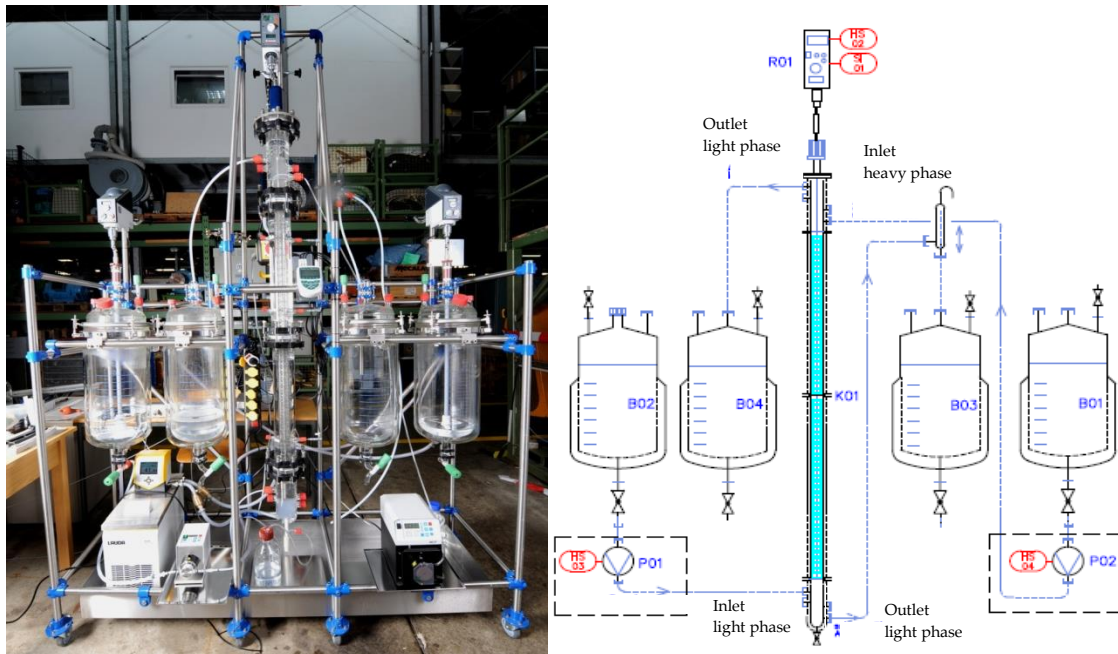 LAUDA
HS
02
SI
01
R01
Outlet
light phase
Inlet
heavy phase
B02
B04
K01
B03
B01
HS
03
P01
HS
04
P02
Inlet
light phase
Outlet
light phase